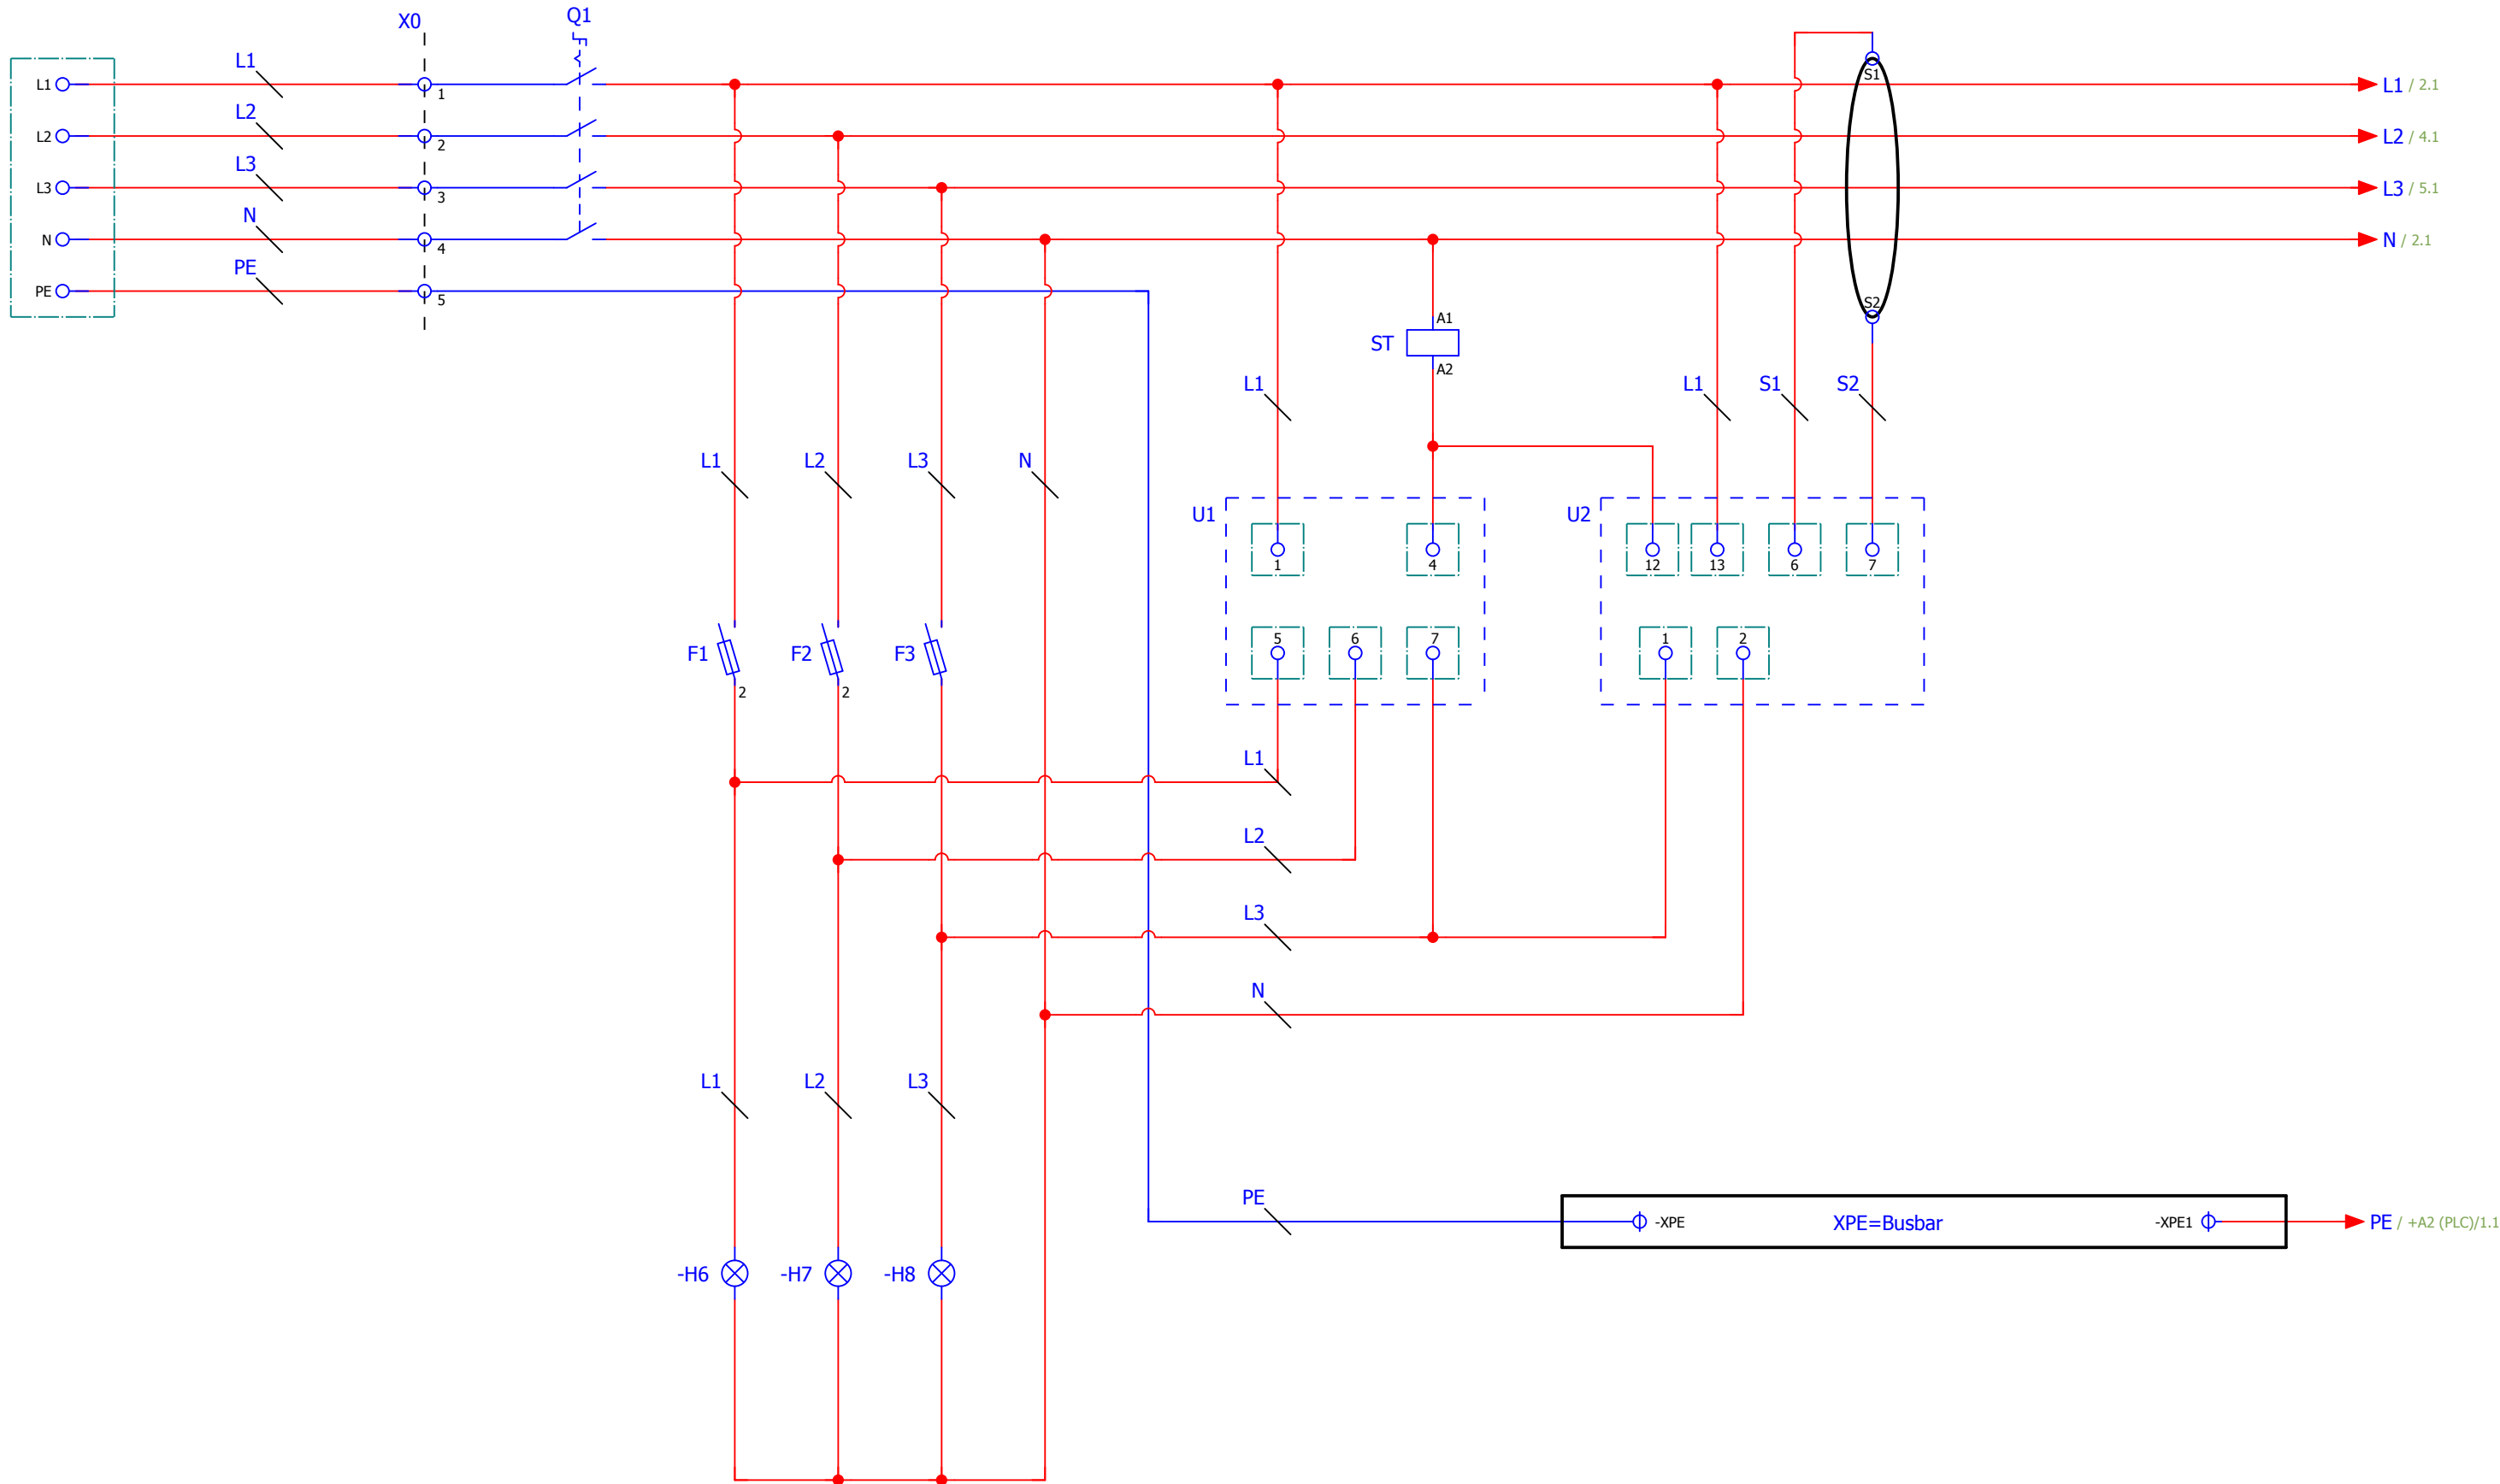 X0
Q1
L1
L1
1
S1
L1 / 2.1
L2
L2
2
L2 / 4.1
L3
L3
3
L3 / 5.1
N
N
4
N / 2.1
PE
PE
5
S2
A1
ST
A2
L1
L1
S1
S2
L1
L2
L3
N
U1
U2
1
4
12
13
6
7
F1
F2
F3
5
6
7
1
2
2
2
L1
L2
L3
N
L1
L2
L3
PE
-XPE
XPE=Busbar
-XPE1
PE / +A2 (PLC)/1.1
-H6
-H7
-H8